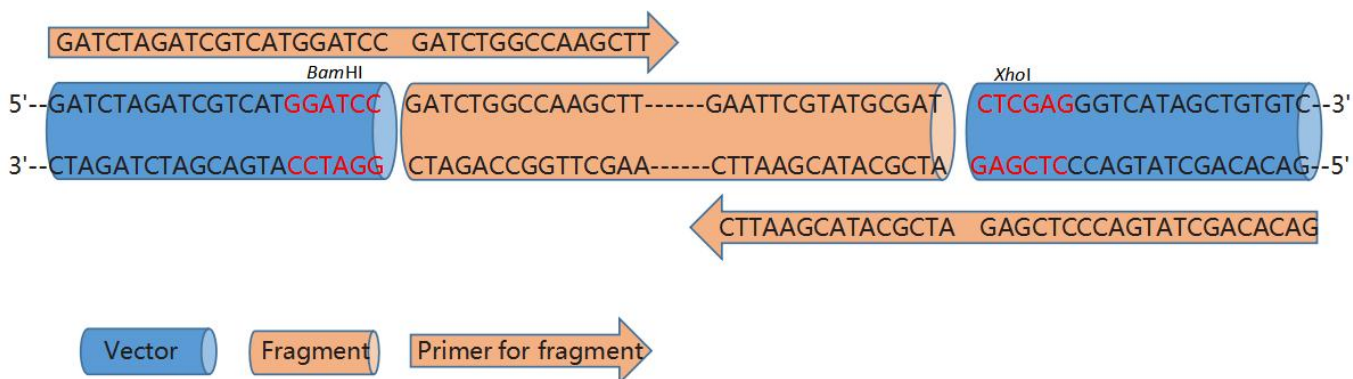 GATCTAGATCGTCATGGATCC GATCTGGCCAAGCTT
BamHI XhoI
5'--GATCTAGATCGTCATGGATCC GATCTGGCCAAGCTT------GAATTCGTATGCGAT CTCGAGGGTCATAGCTGTGTC--3'
3'--CTAGATCTAGCAGTACCTAGG CTAGACCGGTTCGAA------CTTAAGCATACGCTA GAGCTCCCAGTATCGACACAG--5'
CTTAAGCATACGCTA GAGCTCCCAGTATCGACACAG
Vector Fragment Primer for fragment